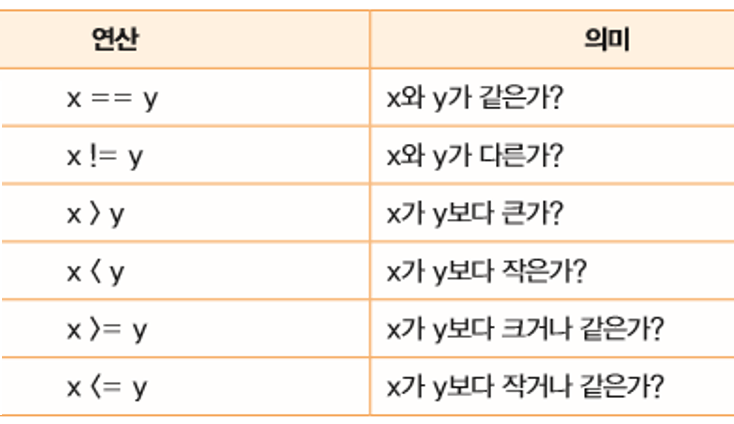 연산 의미
x == y x와 y가 같은가?
x != y x와 y가 다른가?
x > y x가 y보다 큰가?
x < y x가 y보다 작은가?
x >= y x가 y보다 크거나 같은가?
x <= y x가 y보다 작거나 같은가?